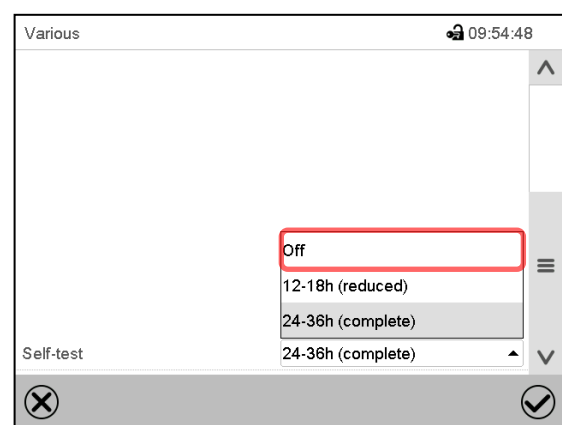 Various 09:54:48
Off
12-18h (reduced)
24-36h (complete)
Self-test 24-36h (complete)